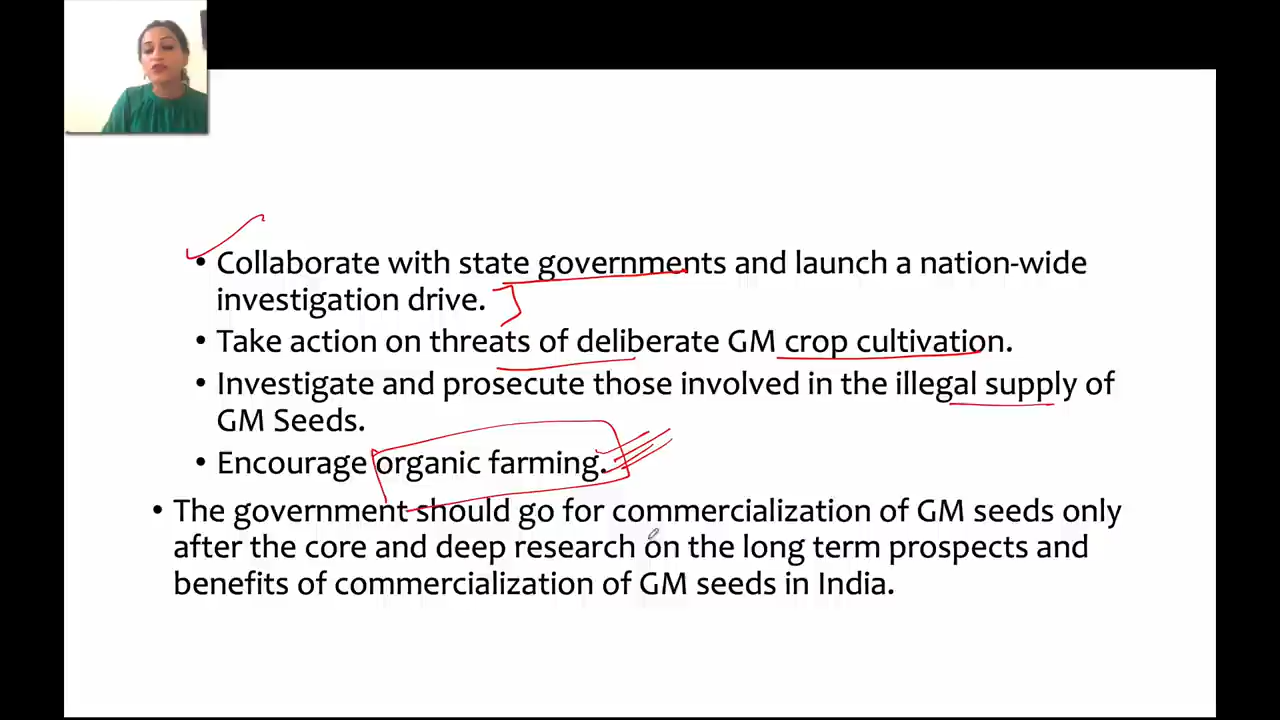 • Collaborate with state governments and launch a nation-wide
investigation drive.
• Take action on threats of deliberate GM crop cultivation.
• Investigate and prosecute those involved in the illegal supply of
GM Seeds.
• Encourage organic farming.
• The government should go for commercialization of GM seeds only
after the core and deep research on the long term prospects and
benefits of commercialization of GM seeds in India.